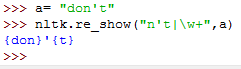 >>> a= "don't"
>>> nltk.re_show("n't|\w+",a)
{don}'{t}
>>>